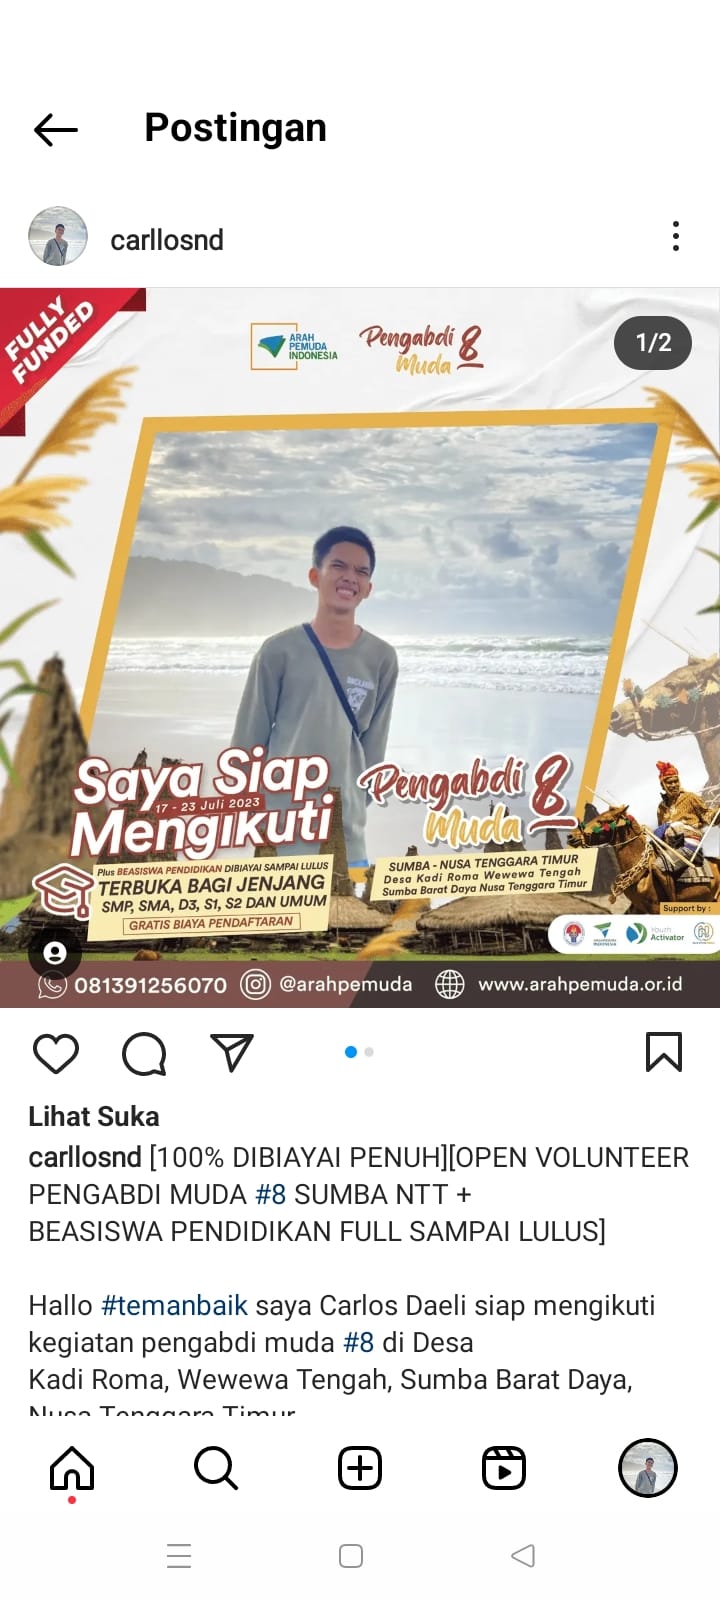 Postingan
carllosnd
FULLY
FUNDED
ARAH
PEMUDA
INDONESIA
Pengabdi 8
Muda
1/2
Saya Siap
17 - 23 Juli 2023
Mengikuti
Plus BEASISWA PENDIDIKAN DIBIAYAI SAMPAI LULUS
TERBUKA BAGI JENJANG
SMP, SMA, D3, S1, S2 DAN UMUM
GRATIS BIAYA PENDAFTARAN
Pengabdi 8
Muda
SUMBA - NUSA TENGGARA TIMUR
Desa Kadi Roma Wewewa Tengah
Sumba Barat Daya Nusa Tenggara Timur
Support by :
Youth
Activator
081391256070 @arahpemuda www.arahpemuda.or.id
Lihat Suka
carllosnd [100% DIBIAYAI PENUH][OPEN VOLUNTEER
PENGABDI MUDA #8 SUMBA NTT +
BEASISWA PENDIDIKAN FULL SAMPAI LULUS]
Hallo #temanbaik saya Carlos Daeli siap mengikuti
kegiatan pengabdi muda #8 di Desa
Kadi Roma, Wewewa Tengah, Sumba Barat Daya,
Nusa Tenggara Timur